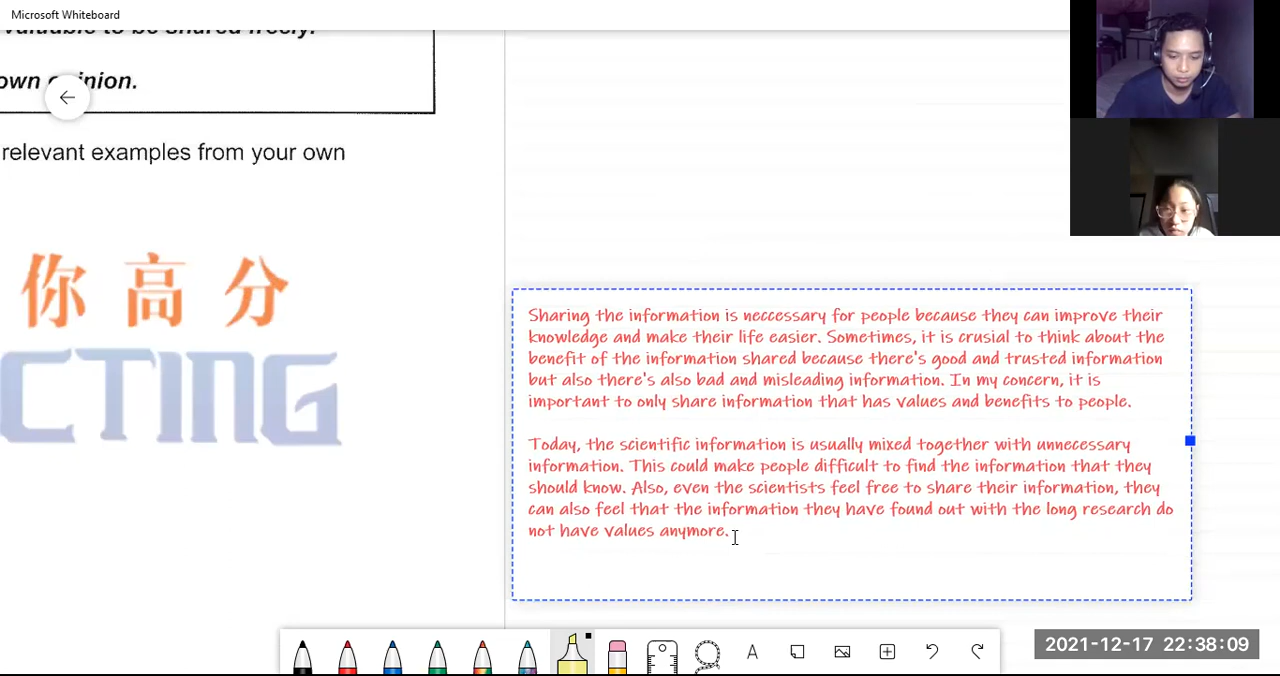 Microsoft Whiteboard
valuable to be shared freely.
own opinion.
relevant examples from your own
你高分
CTING
Sharing the information is neccessary for people because they can improve their
knowledge and make their life easier. Sometimes, it is crusial to think about the
benefit of the information shared because there's good and trusted information
but also there's also bad and misleading information. In my concern, it is
important to only share information that has values and benefits to people.
Today, the scientific information is usually mixed together with unnecessary
information. This could make people difficult to find the information that they
should know. Also, even the scientists feel free to share their information, they
can also feel that the information they have found out with the long research do
not have values anymore.
A
2021-12-17 22:38:09